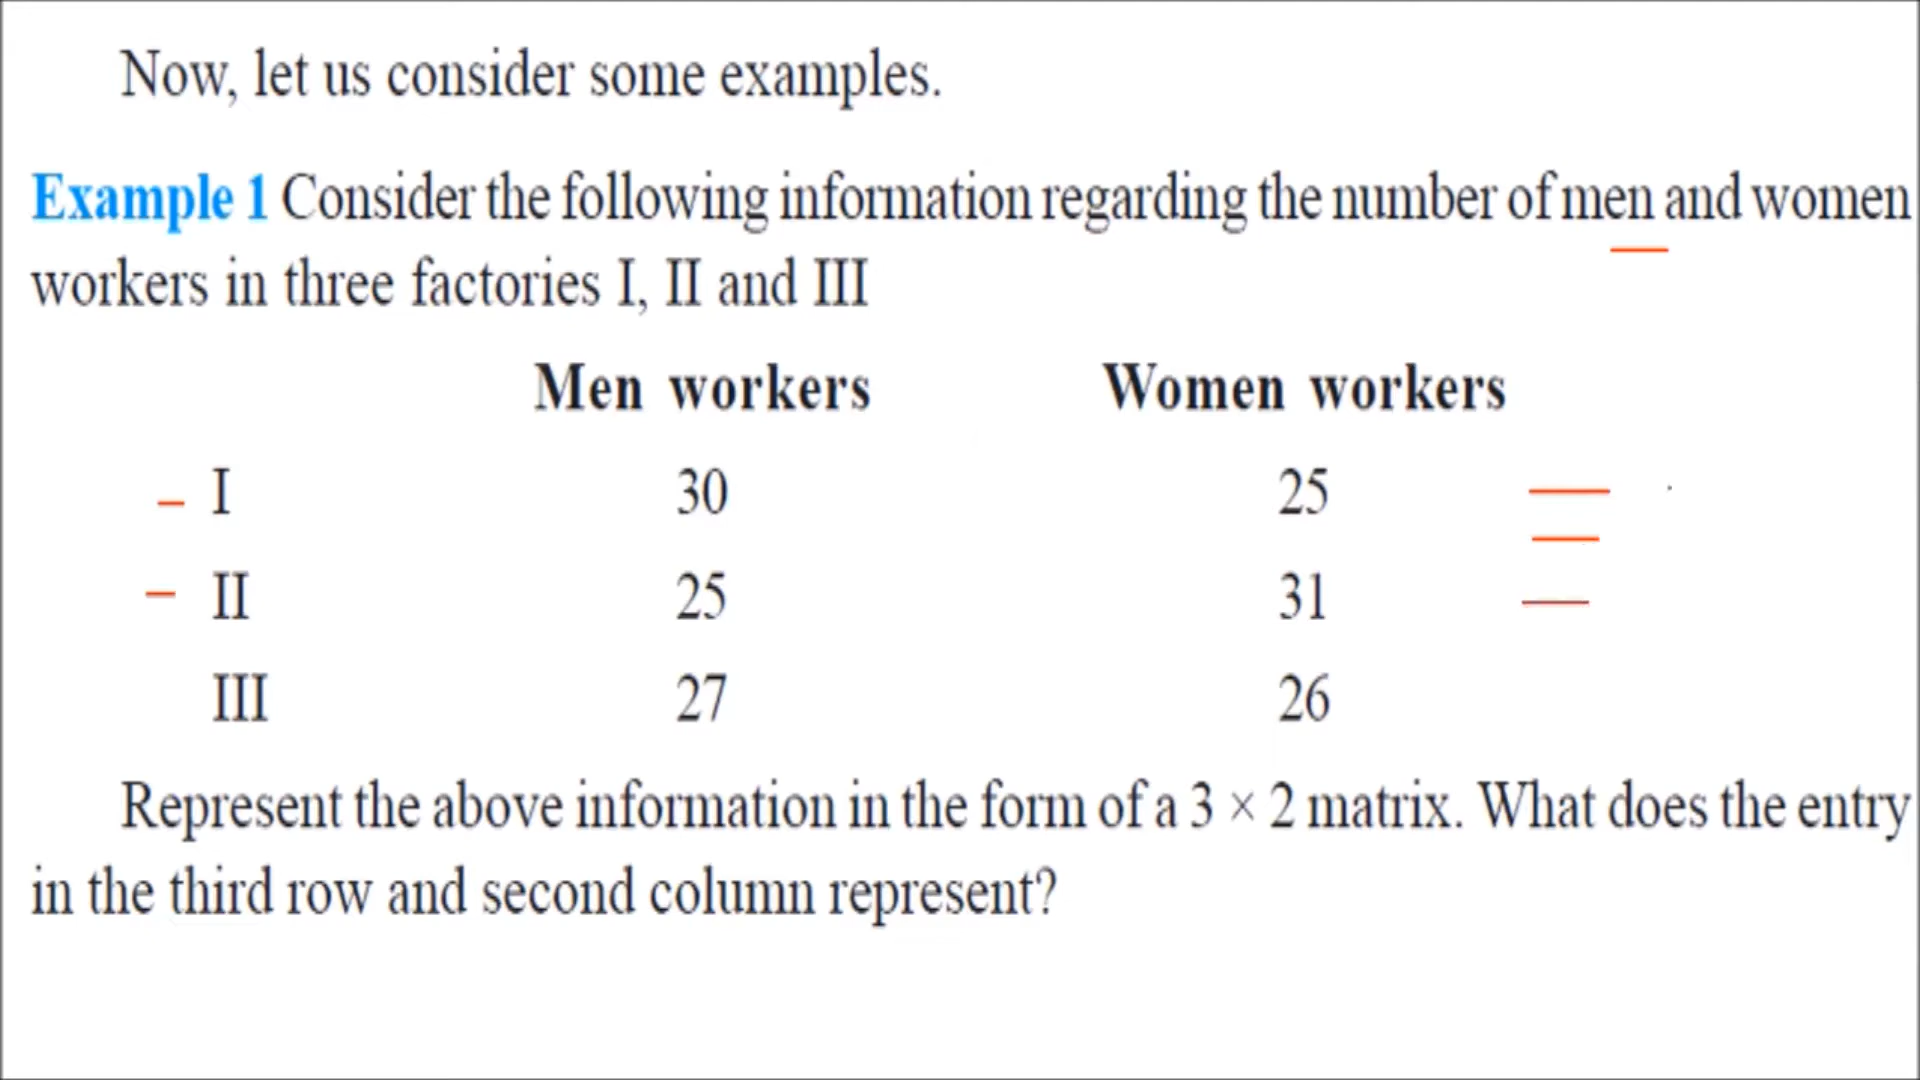 Now, let us consider some examples.
Example 1 Consider the following information regarding the number of men and women
workers in three factories I, II and III
Men workers Women workers
I 30 25
II 25 31
III 27 26
Represent the above information in the form of a 3 × 2 matrix. What does the entry
in the third row and second column represent?